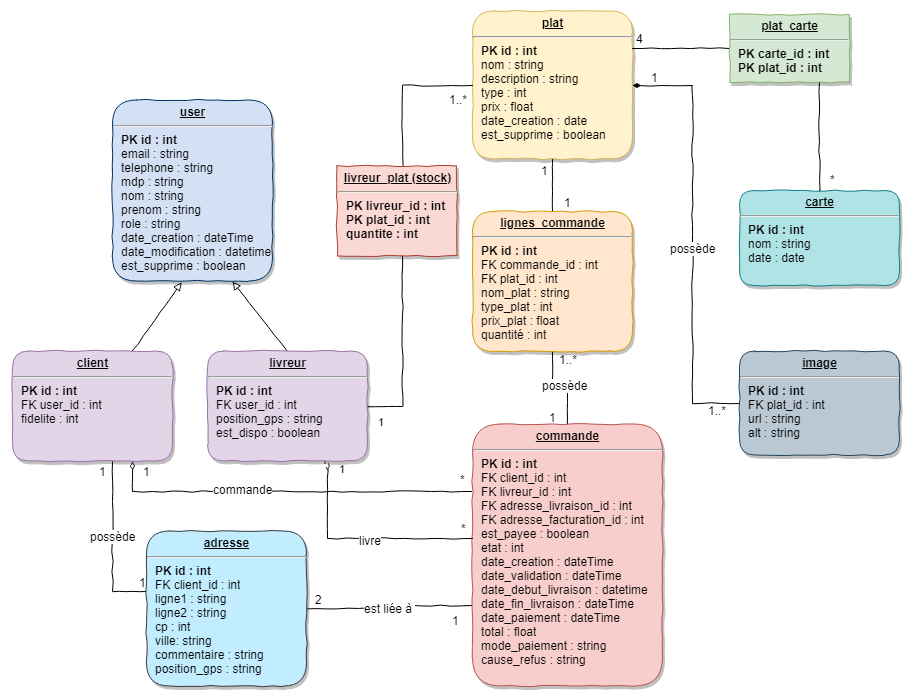 plat
PK id : int
nom : string
description : string
type : int
prix : float
date_creation : date
est_supprime : boolean
4
plat_carte
PK carte_id : int
PK plat_id : int
1
1..*
user
PK id : int
email : string
telephone : string
mdp : string
nom : string
prenom : string
role : string
date_creation : dateTime
date_modification : datetime
est_supprime : boolean
livreur_plat (stock)
PK livreur_id : int
PK plat_id : int
quantite : int
1
1
*
carte
PK id : int
nom : string
date : date
lignes_commande
PK id : int
FK commande_id : int
FK plat_id : int
nom_plat : string
type_plat : int
prix_plat : float
quantité : int
possède
client
PK id : int
FK user_id : int
fidelite : int
livreur
PK id : int
FK user_id : int
position_gps : string
est_dispo : boolean
1
1..*
possède
1
1..*
image
PK id : int
FK plat_id : int
url : string
alt : string
commande
PK id : int
FK client_id : int
FK livreur_id : int
FK adresse_livraison_id : int
FK adresse_facturation_id : int
est_payee : boolean
etat : int
date_creation : dateTime
date_validation : dateTime
date_debut_livraison : datetime
date_fin_livraison : dateTime
date_paiement : dateTime
total : float
mode_paiement : string
cause_refus : string
1
1
1
commande
*
possède
livre
*
1
adresse
PK id : int
FK client_id : int
ligne1 : string
ligne2 : string
cp : int
ville: string
commentaire : string
position_gps : string
2
est liée à
1